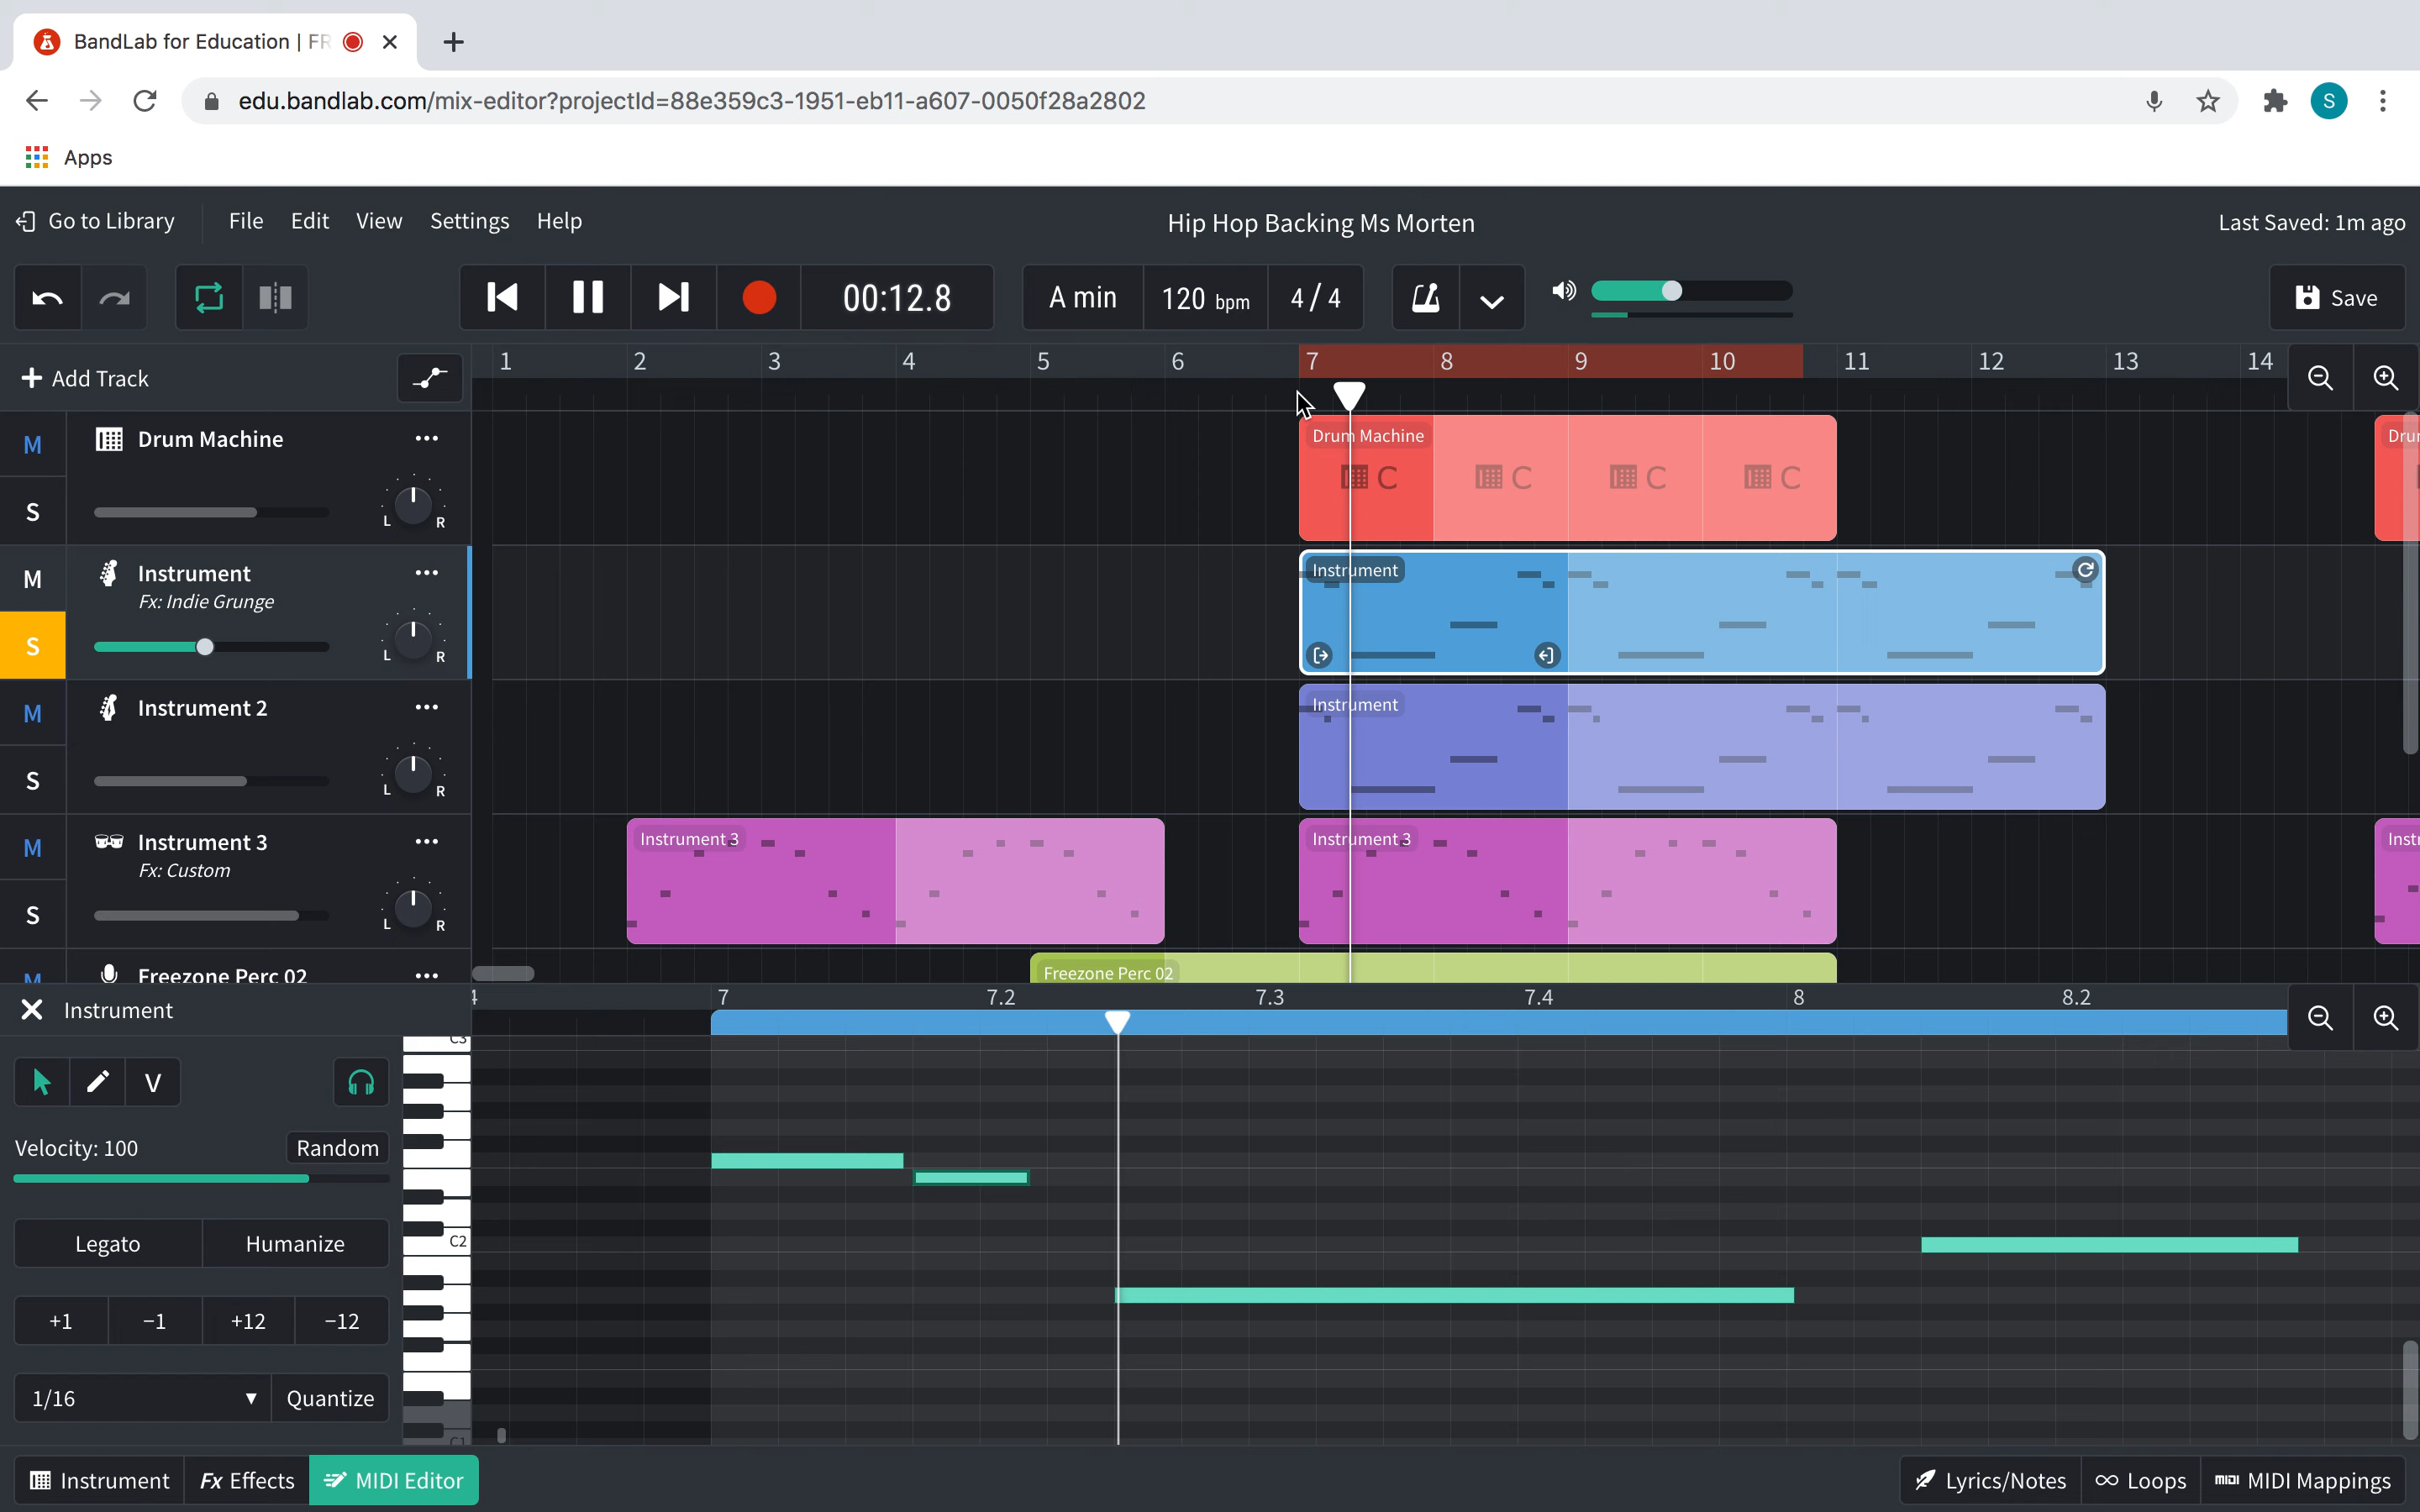 BandLab for Education | FR
edu.bandlab.com/mix-editor?projectId=88e359c3-1951-eb11-a607-0050f28a2802
S
Apps
Go to Library File Edit View Settings Help
Hip Hop Backing Ms Morten
Last Saved: 1m ago
00:12.8 A min 120 bpm 4 / 4 Save
Add Track
1 2 3 4 5 6 7 8 9 10 11 12 13 14
M Drum Machine
S L R
Drum Machine
C C C C
Drur
M Instrument
Fx: Indie Grunge
S L R
Instrument
M Instrument 2
S L R
Instrument
M Instrument 3
Fx: Custom
S L R
Instrument 3
Instrument 3
Inst
M Freezone Perc 02
Freezone Perc 02
Instrument
4 7 7.2 7.3 7.4 8 8.2
V
C3
Velocity: 100 Random
Legato Humanize
C2
+1 −1 +12 −12
1/16 Quantize
C1
Instrument Fx Effects MIDI Editor
Lyrics/Notes Loops MIDI MIDI Mappings